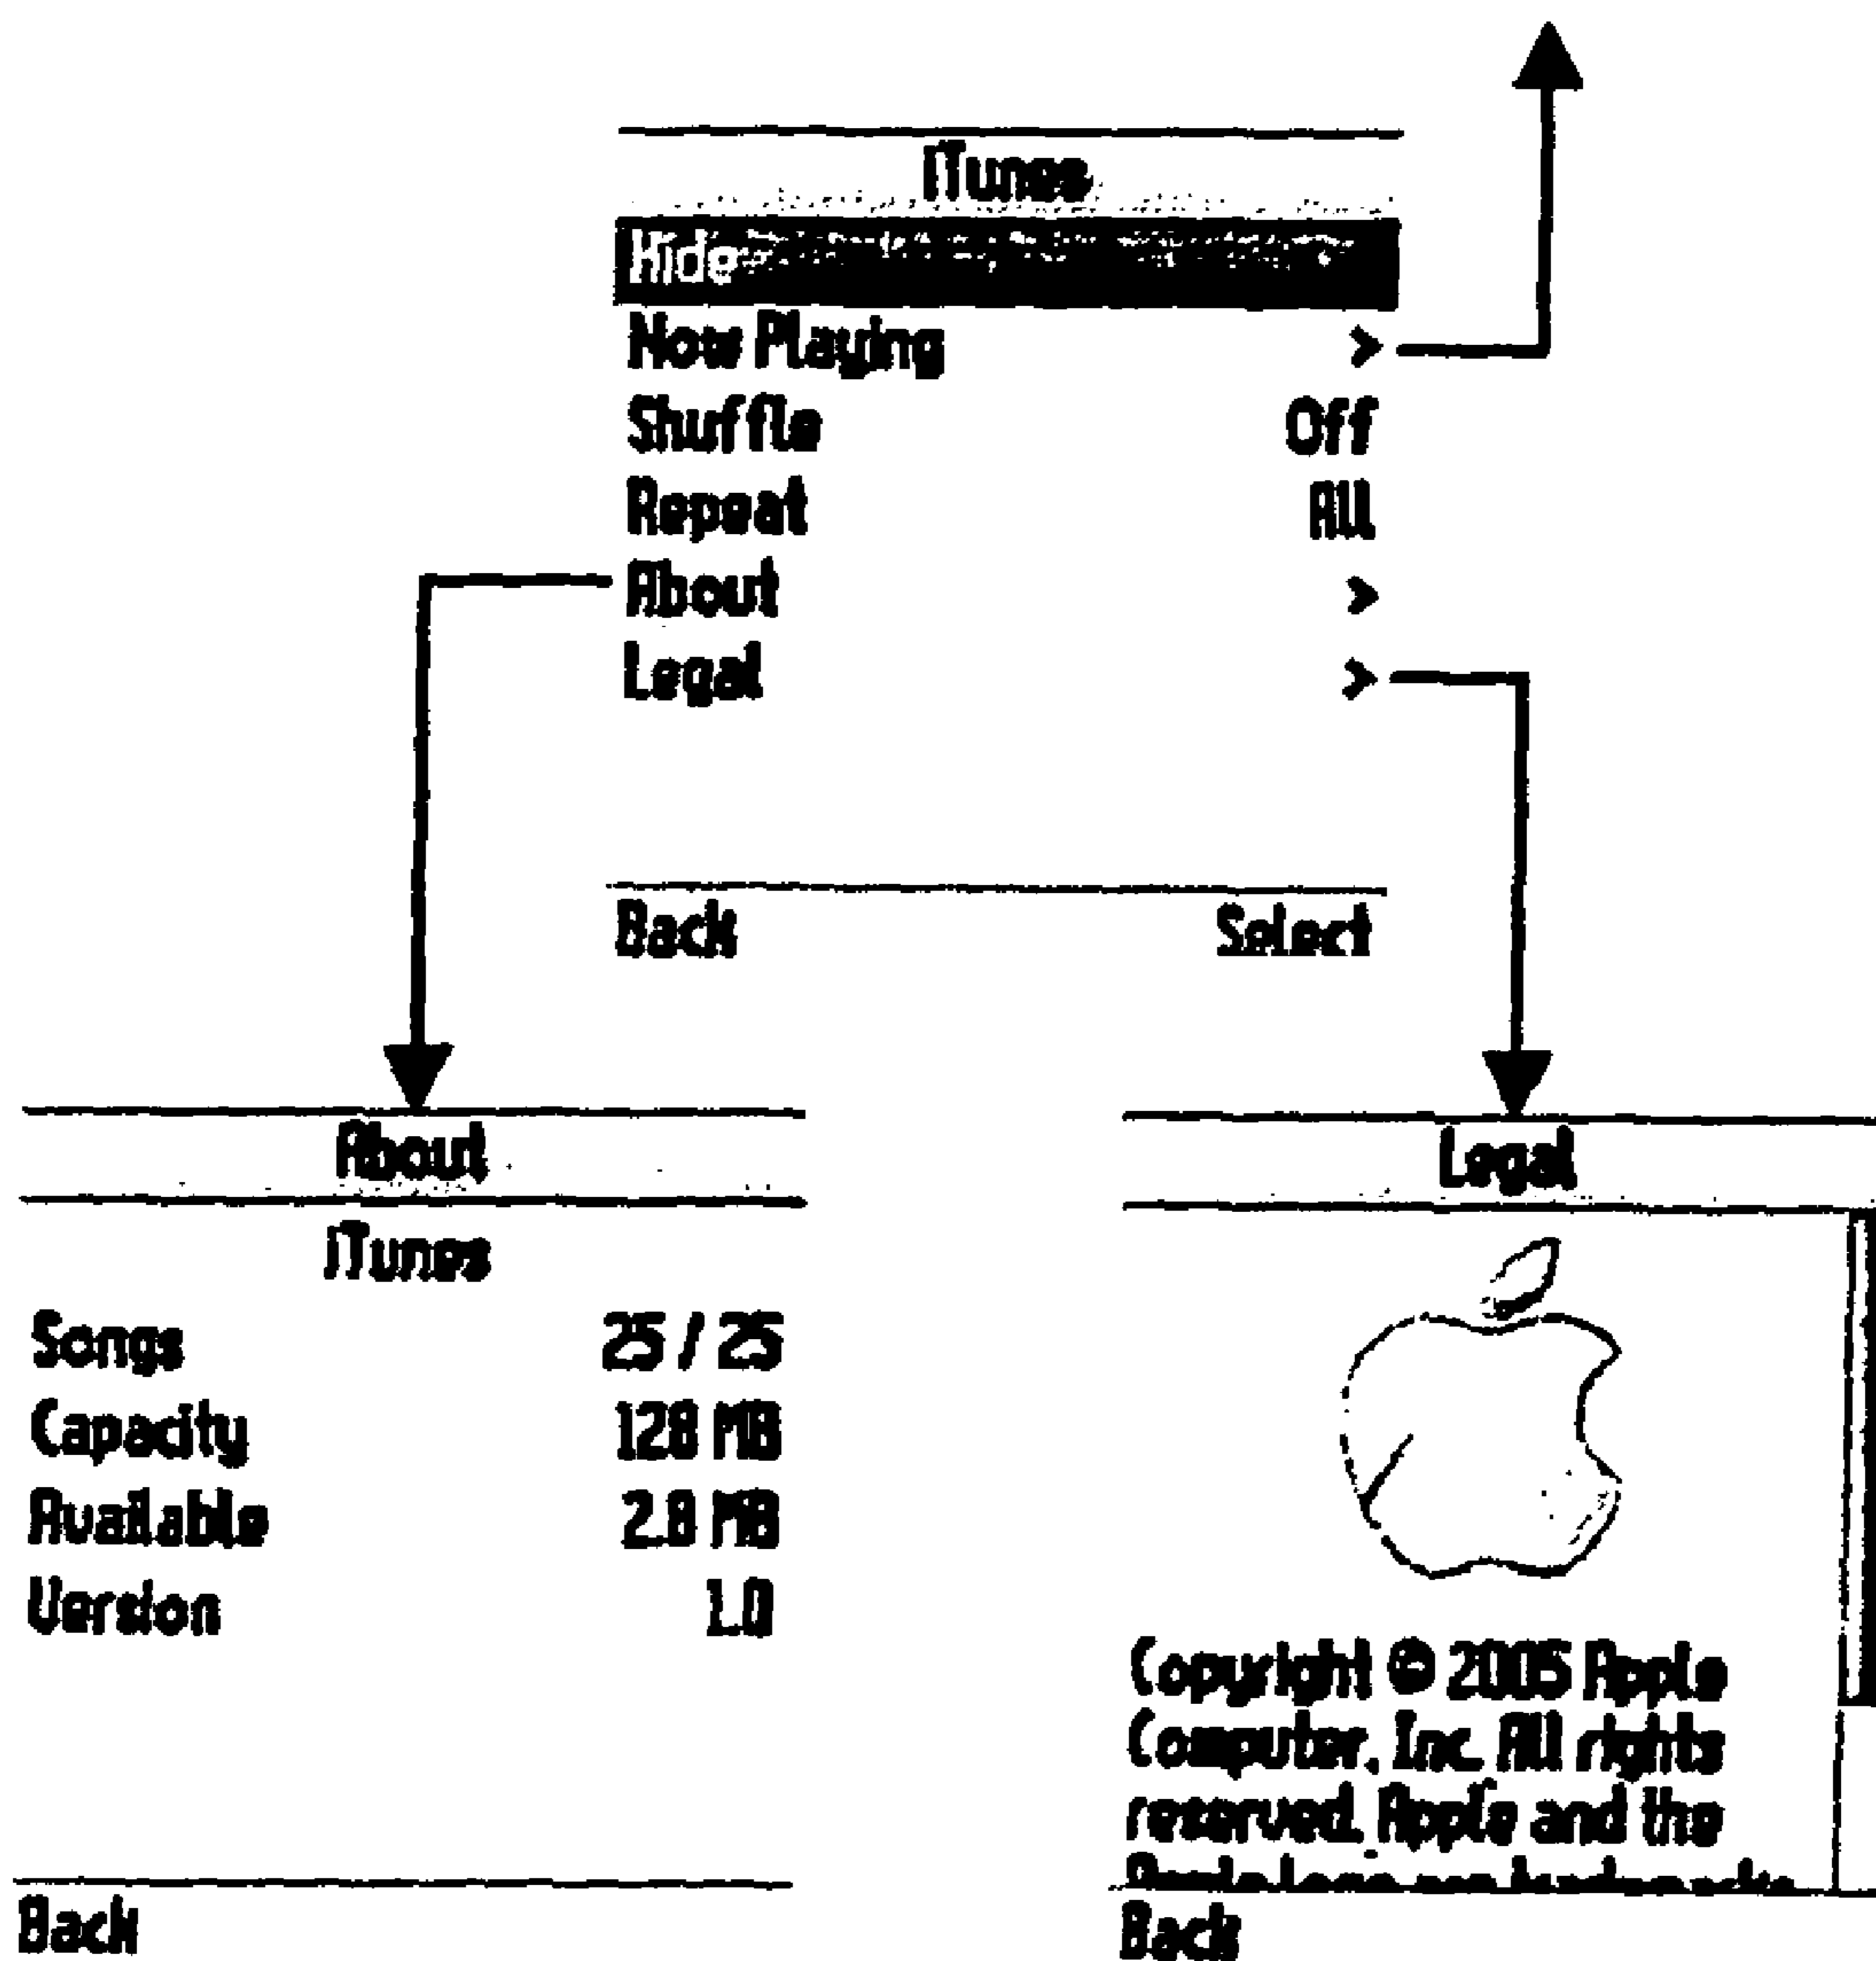 iTunes
Hide
Now Playing >
Shuffle Off
Repeat All
About >
Legal >
Back Select
About
iTunes
Songs 25 / 25
Capacity 128 MB
Available 2.8 MB
Version 1.0
Back
Legal
Copyright © 2005 Apple
Computer, Inc. All rights
reserved. Apple and the
Back